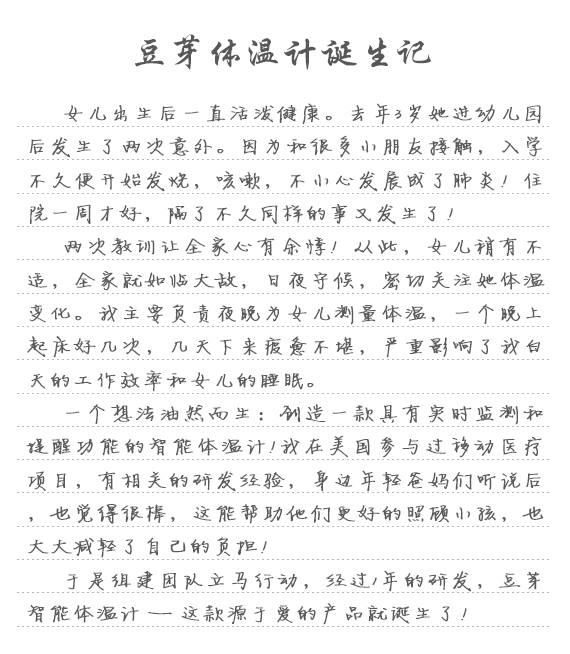 豆芽体温计诞生记
女儿出生后一直活泼健康。去年3岁她进幼儿园
后发生了两次意外。因为和很多小朋友接触，入学
不久便开始发烧，咳嗽，不小心发展成了肺炎！住
院一周才好，隔了不久同样的事又发生了！
两次教训让全家心有余悸！从此，女儿稍有不
适，全家就如临大敌，日夜守候，密切关注她体温
变化。我主要负责夜晚为女儿测量体温，一个晚上
起床好几次，几天下来疲惫不堪，严重影响了我白
天的工作效率和女儿的睡眠。
一个想法油然而生：创造一款具有实时监测和
提醒功能的智能体温计！我在美国参与过移动医疗
项目，有相关的研发经验，身边年轻爸妈们听说后
，也觉得很棒，这能帮助他们更好的照顾小孩，也
大大减轻了自己的负担！
于是组建团队立马行动，经过1年的研发，豆芽
智能体温计——这款源于爱的产品就诞生了！